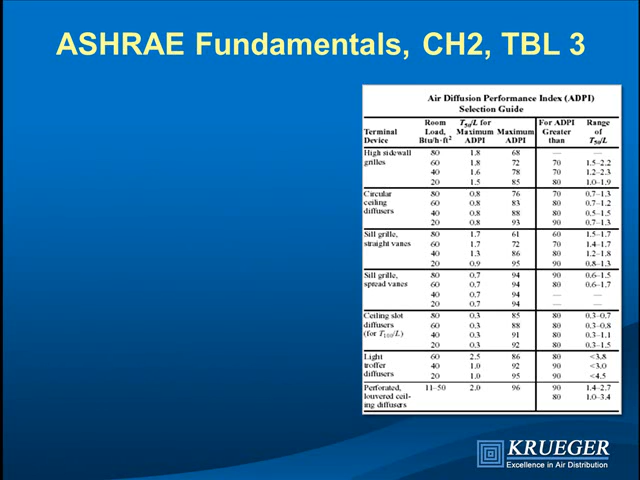 ASHRAE Fundamentals, CH2, TBL 3
Air Diffusion Performance Index (ADPI)
Selection Guide
Terminal Device | Room Load, Btu/h·ft² | T50/L for Maximum ADPI | Maximum ADPI | For ADPI Greater than | Range of T50/L
High sidewall grilles | 80 | 1.8 | 68 | — | —
60 | 1.8 | 72 | 70 | 1.5–2.2
40 | 1.6 | 78 | 70 | 1.2–2.3
20 | 1.5 | 85 | 80 | 1.0–1.9
Circular ceiling diffusers | 80 | 0.8 | 76 | 70 | 0.7–1.3
60 | 0.8 | 83 | 80 | 0.7–1.2
40 | 0.8 | 88 | 80 | 0.5–1.5
20 | 0.8 | 93 | 90 | 0.7–1.3
Sill grille, straight vanes | 80 | 1.7 | 61 | 60 | 1.5–1.7
60 | 1.7 | 72 | 70 | 1.4–1.7
40 | 1.3 | 86 | 80 | 1.2–1.8
20 | 0.9 | 95 | 90 | 0.8–1.3
Sill grille, spread vanes | 80 | 0.7 | 94 | 90 | 0.6–1.5
60 | 0.7 | 94 | 80 | 0.6–1.7
40 | 0.7 | 94 | — | —
20 | 0.7 | 94 | — | —
Ceiling slot diffusers (for T100/L) | 80 | 0.3 | 85 | 80 | 0.3–0.7
60 | 0.3 | 88 | 80 | 0.3–0.8
40 | 0.3 | 91 | 80 | 0.3–1.1
20 | 0.3 | 92 | 80 | 0.3–1.5
Light troffer diffusers | 60 | 2.5 | 86 | 80 | <3.8
40 | 1.0 | 92 | 90 | <3.0
20 | 1.0 | 95 | 90 | <4.5
Perforated, louvered ceiling diffusers | 11–50 | 2.0 | 96 | 90 | 1.4–2.7
80 | 1.0–3.4
KRUEGER
Excellence in Air Distribution